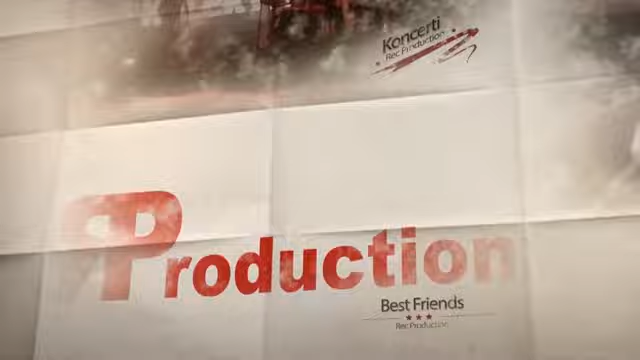 Koncerti
Rec Production
Production
Best Friends
Rec Production